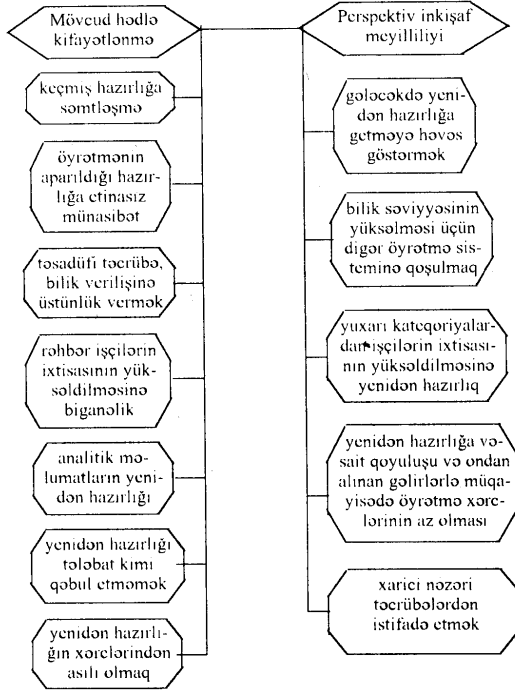 Mövcud hədlə
kifayətlənmə
keçmiş hazırlığa
səmtləşmə
öyrətmənin
aparıldığı hazır-
lığa etinasız
münasibət
təsadüfi təcrübə,
bilik verilişinə
üstünlük vermək
rəhbər işçilərin
ixtisasının yük-
səldilməsinə
biganəlik
analitik mə-
lumatların yeni-
dən hazırlığı
yenidən hazırlığı
tələbat kimi
qəbul etməmək
yenidən hazırlı-
ğın xərclərindən
asılı olmaq
Perspektiv inkişaf
meyilliliyi
gələcəkdə yeni-
dən hazırlığa
getməyə həvəs
göstərmək
bilik səviyyəsinin
yüksəlməsi üçün
digər öyrətmə sis-
teminə qoşulmaq
yuxarı kateqoriyalar-
dan işçilərin ixtisası-
nın yüksəldilməsinə
yenidən hazırlıq
yenidən hazırlığa və-
sait qoyuluşu və ondan
alınan gəlirlərlə müqa-
yisədə öyrətmə xərc-
lərinin az olması
xarici nəzəri
təcrübələrdən
istifadə etmək